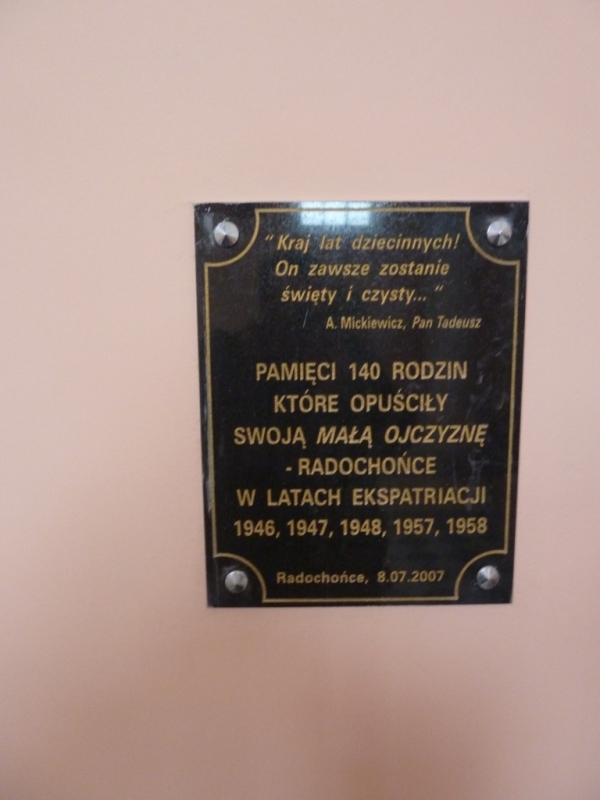 " Kraj lat dziecinnych!
On zawsze zostanie
święty i czysty... "
A. Mickiewicz, Pan Tadeusz
PAMIĘCI 140 RODZIN
KTÓRE OPUŚCIŁY
SWOJĄ MAŁĄ OJCZYZNĘ
- RADOCHOŃCE
W LATACH EKSPATRIACJI
1946, 1947, 1948, 1957, 1958
Radochońce, 8.07.2007